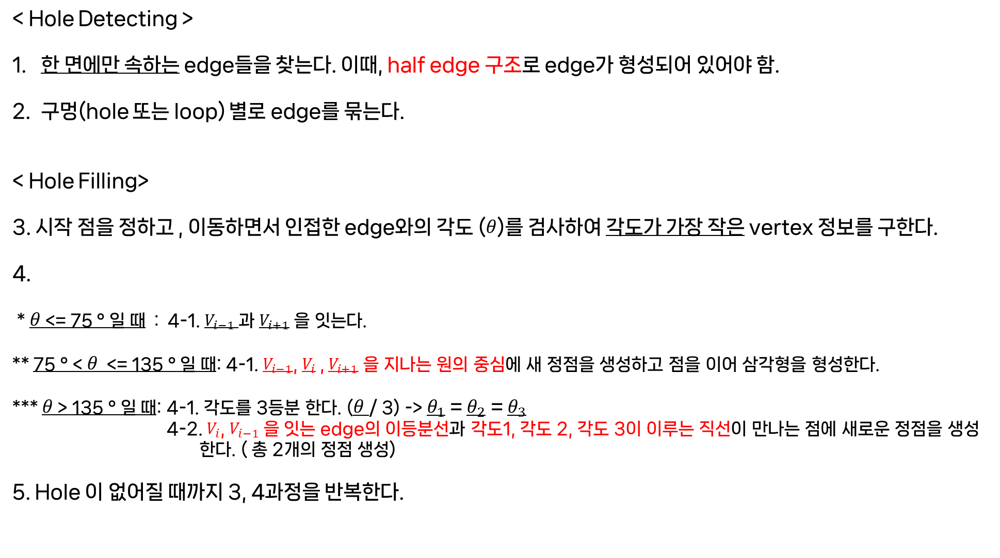 < Hole Detecting >
1. 한 면에만 속하는 edge들을 찾는다. 이때, half edge 구조로 edge가 형성되어 있어야 함.
2. 구멍(hole 또는 loop) 별로 edge를 묶는다.
< Hole Filling>
3. 시작 점을 정하고 , 이동하면서 인접한 edge와의 각도 (θ)를 검사하여 각도가 가장 작은 vertex 정보를 구한다.
4.
* θ <= 75 ° 일 때 : 4-1. V_{i−1} 과 V_{i+1} 을 잇는다.
** 75 ° < θ <= 135 ° 일 때: 4-1. V_{i−1}, V_i , V_{i+1} 을 지나는 원의 중심에 새 정점을 생성하고 점을 이어 삼각형을 형성한다.
*** θ > 135 ° 일 때: 4-1. 각도를 3등분 한다. (θ / 3) -> θ_1 = θ_2 = θ_3
4-2. V_i, V_{i−1} 을 잇는 edge의 이등분선과 각도1, 각도 2, 각도 3이 이루는 직선이 만나는 점에 새로운 정점을 생성
한다. ( 총 2개의 정점 생성)
5. Hole 이 없어질 때까지 3, 4과정을 반복한다.